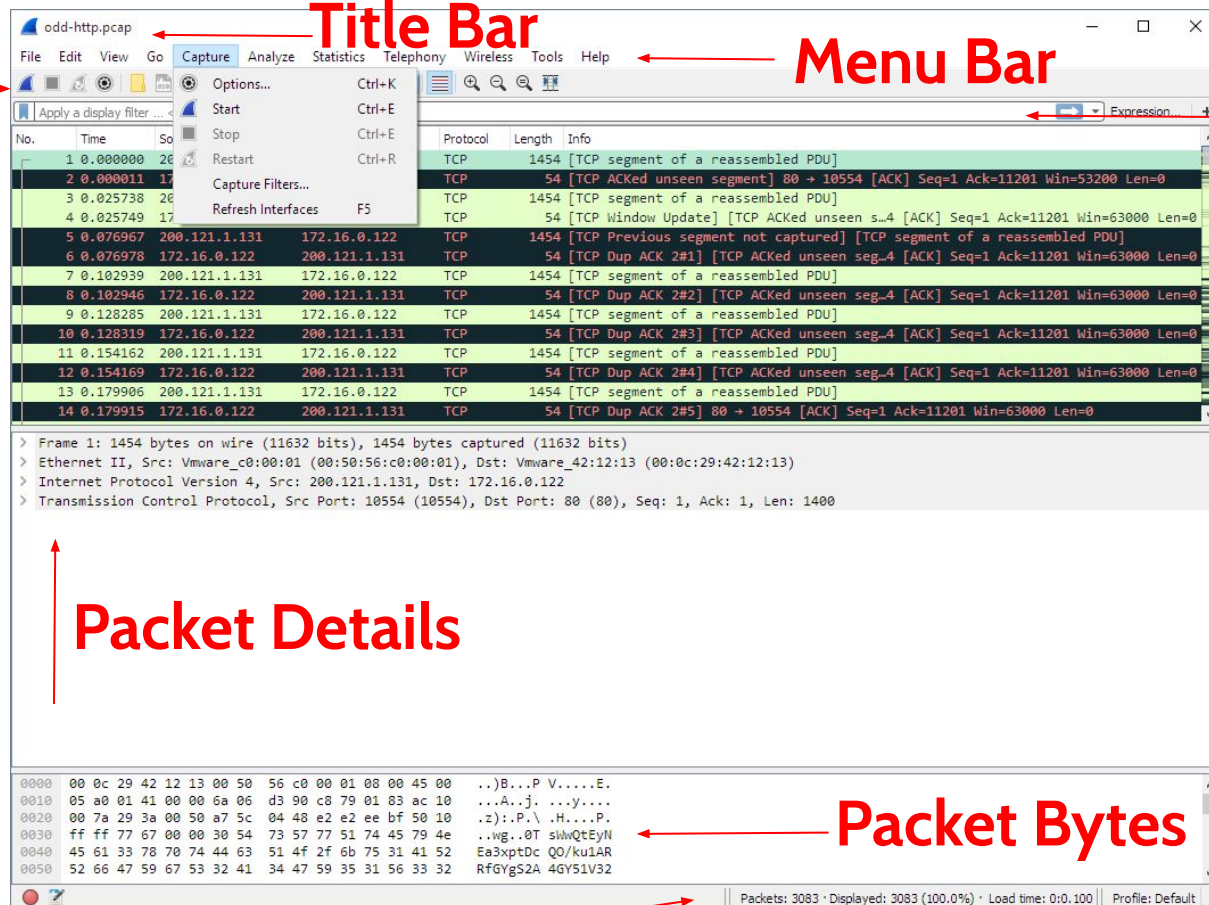 odd-http.pcap
Title Bar
File Edit View Go Capture Analyze Statistics Telephony Wireless Tools Help
Menu Bar
Options... Ctrl+K
Start Ctrl+E
Stop Ctrl+E
Restart Ctrl+R
Capture Filters...
Refresh Interfaces F5
Apply a display filter ... <
Expression... +
No. Time So Protocol Length Info
1 0.000000 20 TCP 1454 [TCP segment of a reassembled PDU]
2 0.000011 17 TCP 54 [TCP ACKed unseen segment] 80 → 10554 [ACK] Seq=1 Ack=11201 Win=53200 Len=0
3 0.025738 20 TCP 1454 [TCP segment of a reassembled PDU]
4 0.025749 17 TCP 54 [TCP Window Update] [TCP ACKed unseen s…4 [ACK] Seq=1 Ack=11201 Win=63000 Len=0
5 0.076967 200.121.1.131 172.16.0.122 TCP 1454 [TCP Previous segment not captured] [TCP segment of a reassembled PDU]
6 0.076978 172.16.0.122 200.121.1.131 TCP 54 [TCP Dup ACK 2#1] [TCP ACKed unseen seg…4 [ACK] Seq=1 Ack=11201 Win=63000 Len=0
7 0.102939 200.121.1.131 172.16.0.122 TCP 1454 [TCP segment of a reassembled PDU]
8 0.102946 172.16.0.122 200.121.1.131 TCP 54 [TCP Dup ACK 2#2] [TCP ACKed unseen seg…4 [ACK] Seq=1 Ack=11201 Win=63000 Len=0
9 0.128285 200.121.1.131 172.16.0.122 TCP 1454 [TCP segment of a reassembled PDU]
10 0.128319 172.16.0.122 200.121.1.131 TCP 54 [TCP Dup ACK 2#3] [TCP ACKed unseen seg…4 [ACK] Seq=1 Ack=11201 Win=63000 Len=0
11 0.154162 200.121.1.131 172.16.0.122 TCP 1454 [TCP segment of a reassembled PDU]
12 0.154169 172.16.0.122 200.121.1.131 TCP 54 [TCP Dup ACK 2#4] [TCP ACKed unseen seg…4 [ACK] Seq=1 Ack=11201 Win=63000 Len=0
13 0.179906 200.121.1.131 172.16.0.122 TCP 1454 [TCP segment of a reassembled PDU]
14 0.179915 172.16.0.122 200.121.1.131 TCP 54 [TCP Dup ACK 2#5] 80 → 10554 [ACK] Seq=1 Ack=11201 Win=63000 Len=0
> Frame 1: 1454 bytes on wire (11632 bits), 1454 bytes captured (11632 bits)
> Ethernet II, Src: Vmware_c0:00:01 (00:50:56:c0:00:01), Dst: Vmware_42:12:13 (00:0c:29:42:12:13)
> Internet Protocol Version 4, Src: 200.121.1.131, Dst: 172.16.0.122
> Transmission Control Protocol, Src Port: 10554 (10554), Dst Port: 80 (80), Seq: 1, Ack: 1, Len: 1400
Packet Details
0000 00 0c 29 42 12 13 00 50 56 c0 00 01 08 00 45 00 ..)B...P V.....E.
0010 05 a0 01 41 00 00 6a 06 d3 90 c8 79 01 83 ac 10 ...A..j. ...y....
0020 00 7a 29 3a 00 50 a7 5c 04 48 e2 e2 ee bf 50 10 .z):.P.\ .H....P.
0030 ff ff 77 67 00 00 30 54 73 57 77 51 74 45 79 4e ..wg..0T sWwQtEyN
0040 45 61 33 78 70 74 44 63 51 4f 2f 6b 75 31 41 52 Ea3xptDc QO/ku1AR
0050 52 66 47 59 67 53 32 41 34 47 59 35 31 56 33 32 RfGYgS2A 4GY51V32
Packet Bytes
Packets: 3083 · Displayed: 3083 (100.0%) · Load time: 0:0.100 Profile: Default